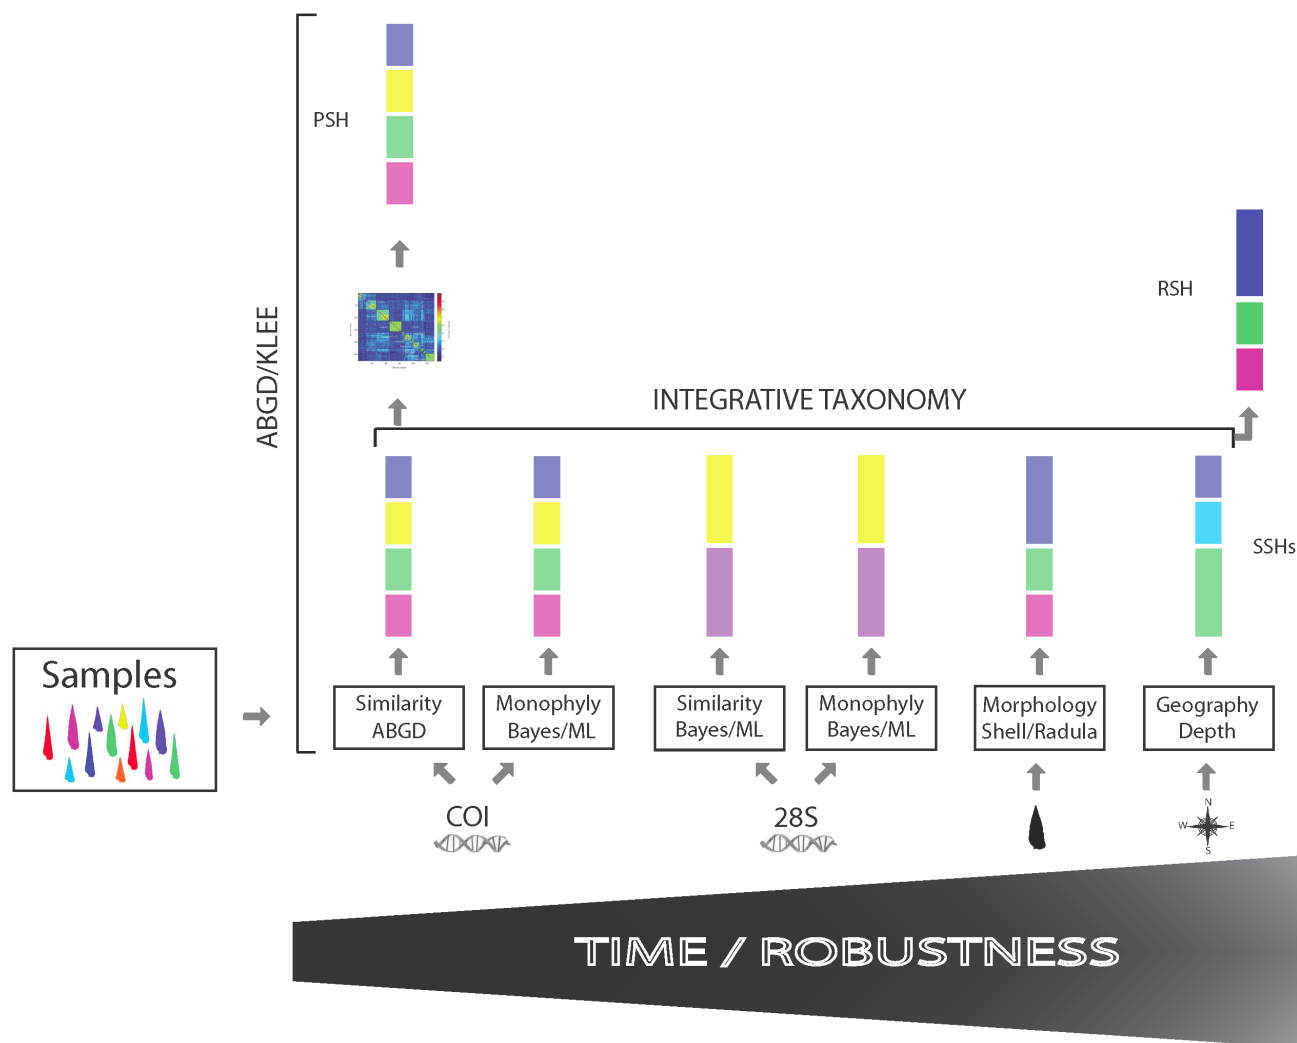 PSH
RSH
ABGD/KLEE
INTEGRATIVE TAXONOMY
SSHs
Samples
Similarity
ABGD
Monophyly
Bayes/ML
Similarity
Bayes/ML
Monophyly
Bayes/ML
Morphology
Shell/Radula
Geography
Depth
COI
28S
N
W
E
S
TIME / ROBUSTNESS